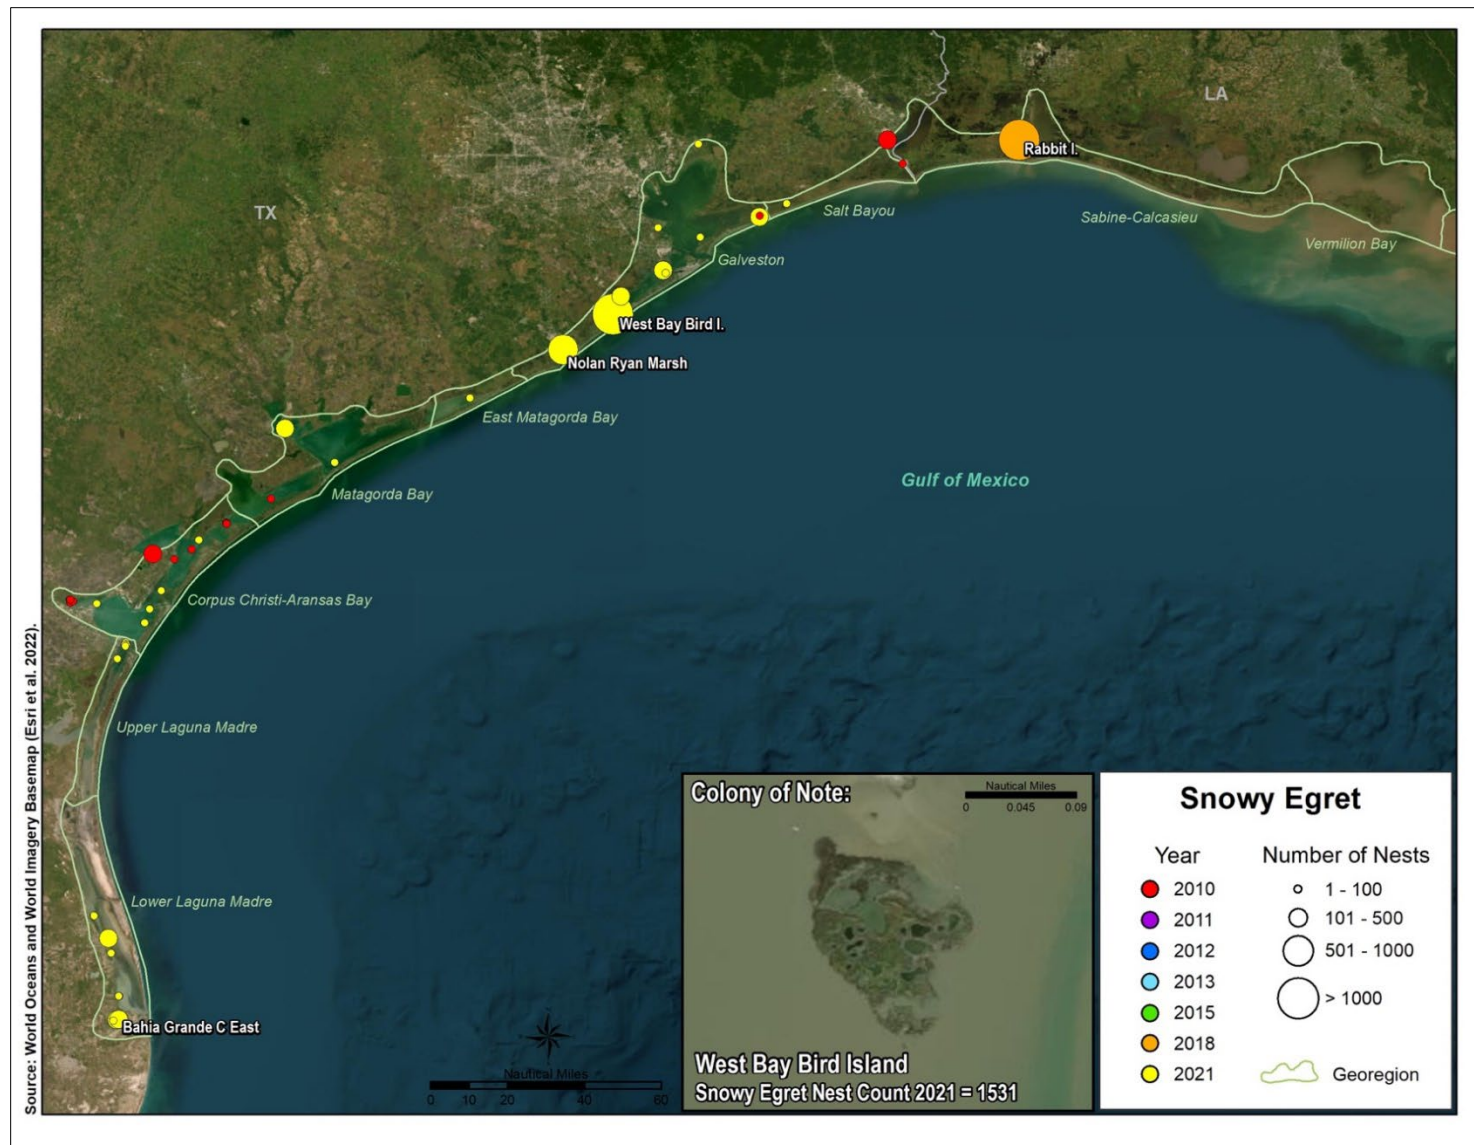 LA
TX
Rabbit I.
Salt Bayou
Sabine-Calcasieu
Vermilion Bay
Galveston
West Bay Bird I.
Nolan Ryan Marsh
East Matagorda Bay
Gulf of Mexico
Matagorda Bay
Corpus Christi-Aransas Bay
Upper Laguna Madre
Lower Laguna Madre
Bahia Grande C East
Nautical Miles
0 10 20 40 60
Source: World Oceans and World Imagery Basemap (Esri et al. 2022).
Colony of Note:
Nautical Miles
0 0.045 0.09
West Bay Bird Island
Snowy Egret Nest Count 2021 = 1531
Snowy Egret
Year
2010
2011
2012
2013
2015
2018
2021
Number of Nests
1 - 100
101 - 500
501 - 1000
> 1000
Georegion